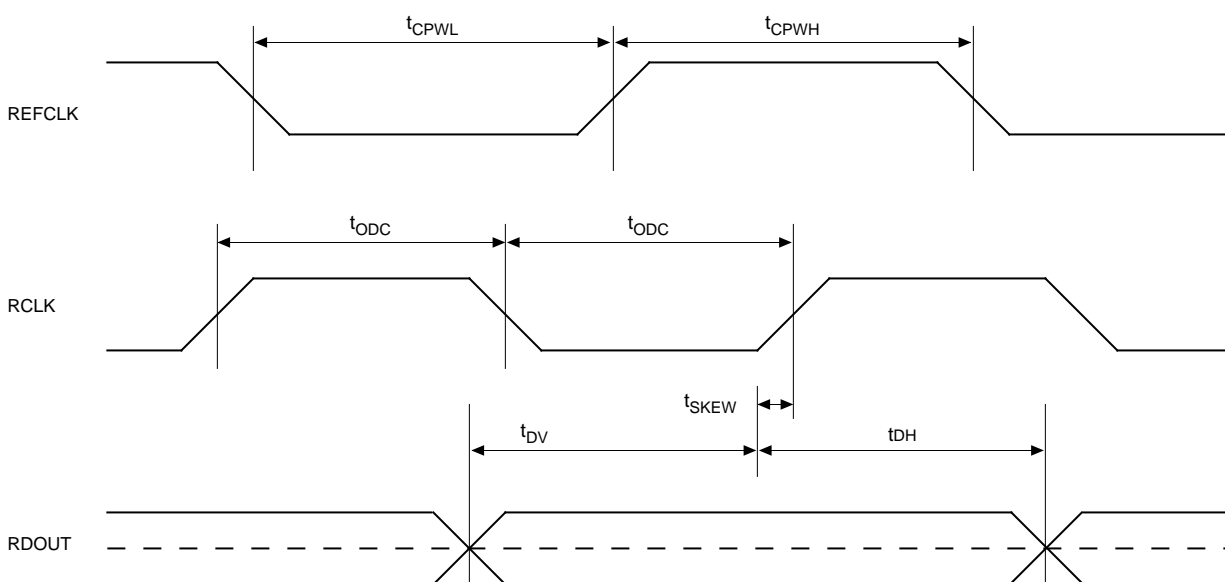 tCPWL
tCPWH
REFCLK
tODC
tODC
RCLK
tSKEW
tDV
tDH
RDOUT